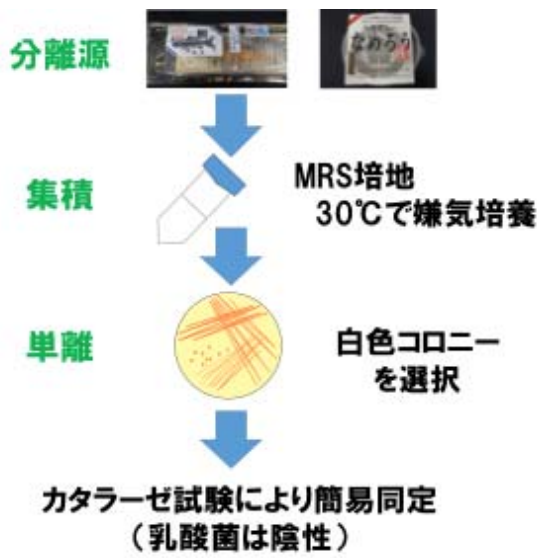 分離源
なめろう
集積
MRS培地
30℃で嫌気培養
単離
白色コロニー
を選択
カタラーゼ試験により簡易同定
(乳酸菌は陰性)